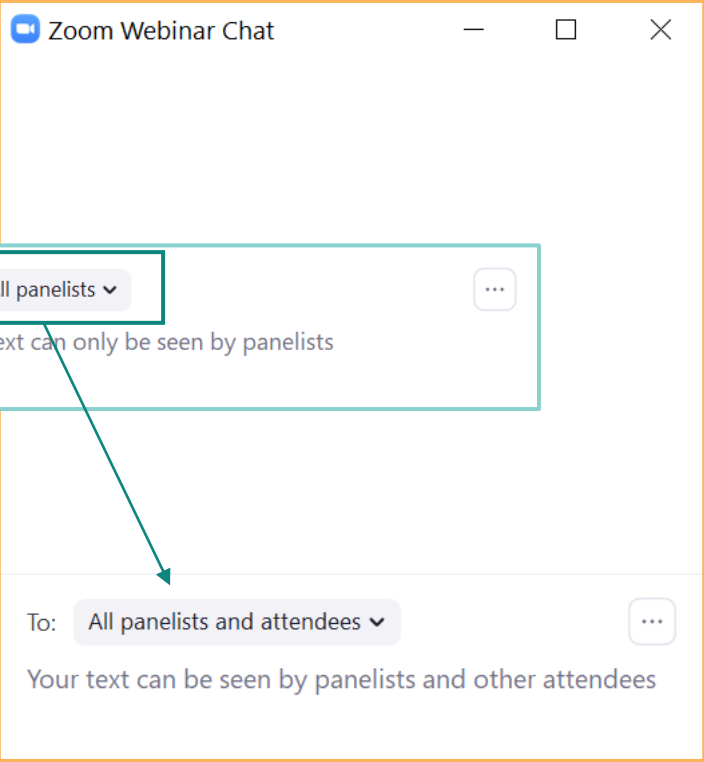 Zoom Webinar Chat
ll panelists
ext can only be seen by panelists
To: All panelists and attendees
Your text can be seen by panelists and other attendees